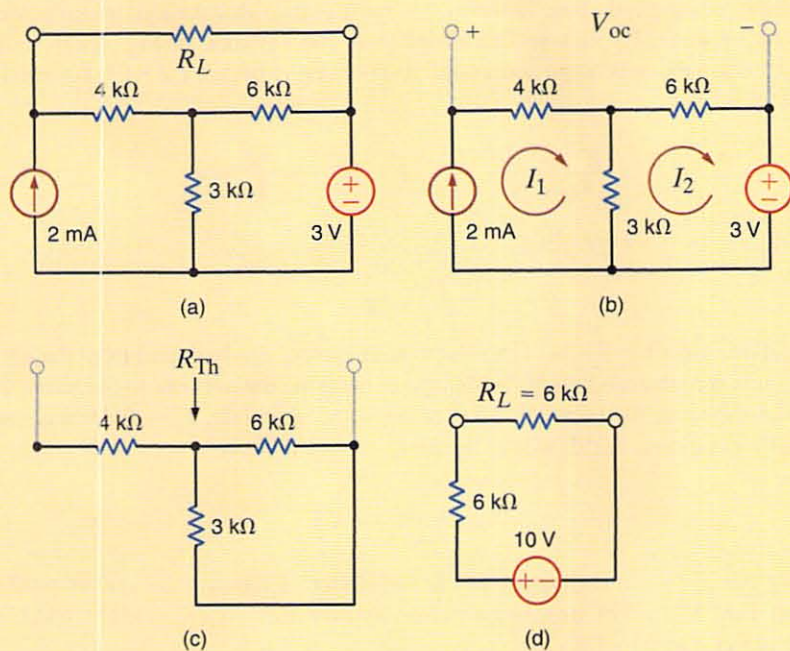 R_L
4 kΩ 6 kΩ
3 kΩ
2 mA 3 V
+ −
(a)
+ V_oc −
4 kΩ 6 kΩ
I_1 I_2
+ −
2 mA 3 kΩ 3 V
(b)
R_Th
4 kΩ 6 kΩ
3 kΩ
(c)
R_L = 6 kΩ
6 kΩ
10 V
+ −
(d)